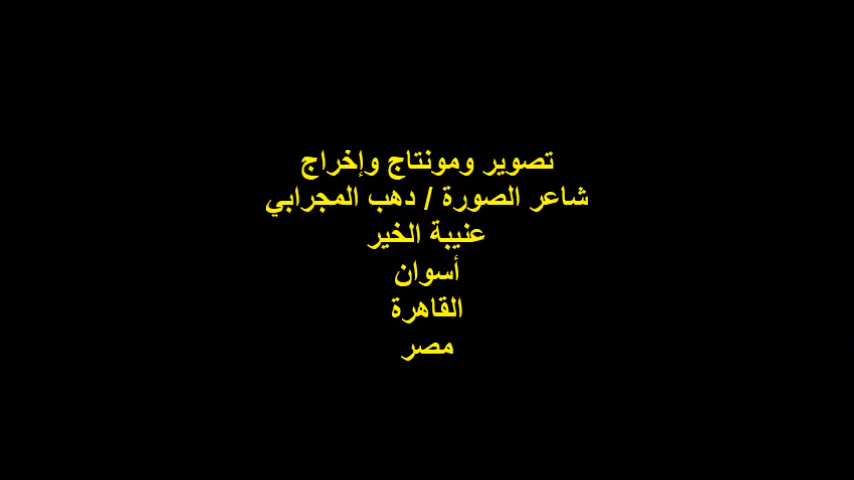 تصوير ومونتاج وإخراج
شاعر الصورة / دهب المجرابي
عنيبة الخير
أسوان
القاهرة
مصر